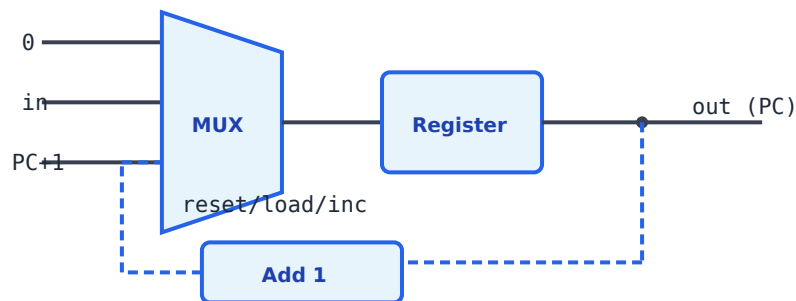 0
in
PC+1
MUX
Register
out (PC)
reset/load/inc
Add 1